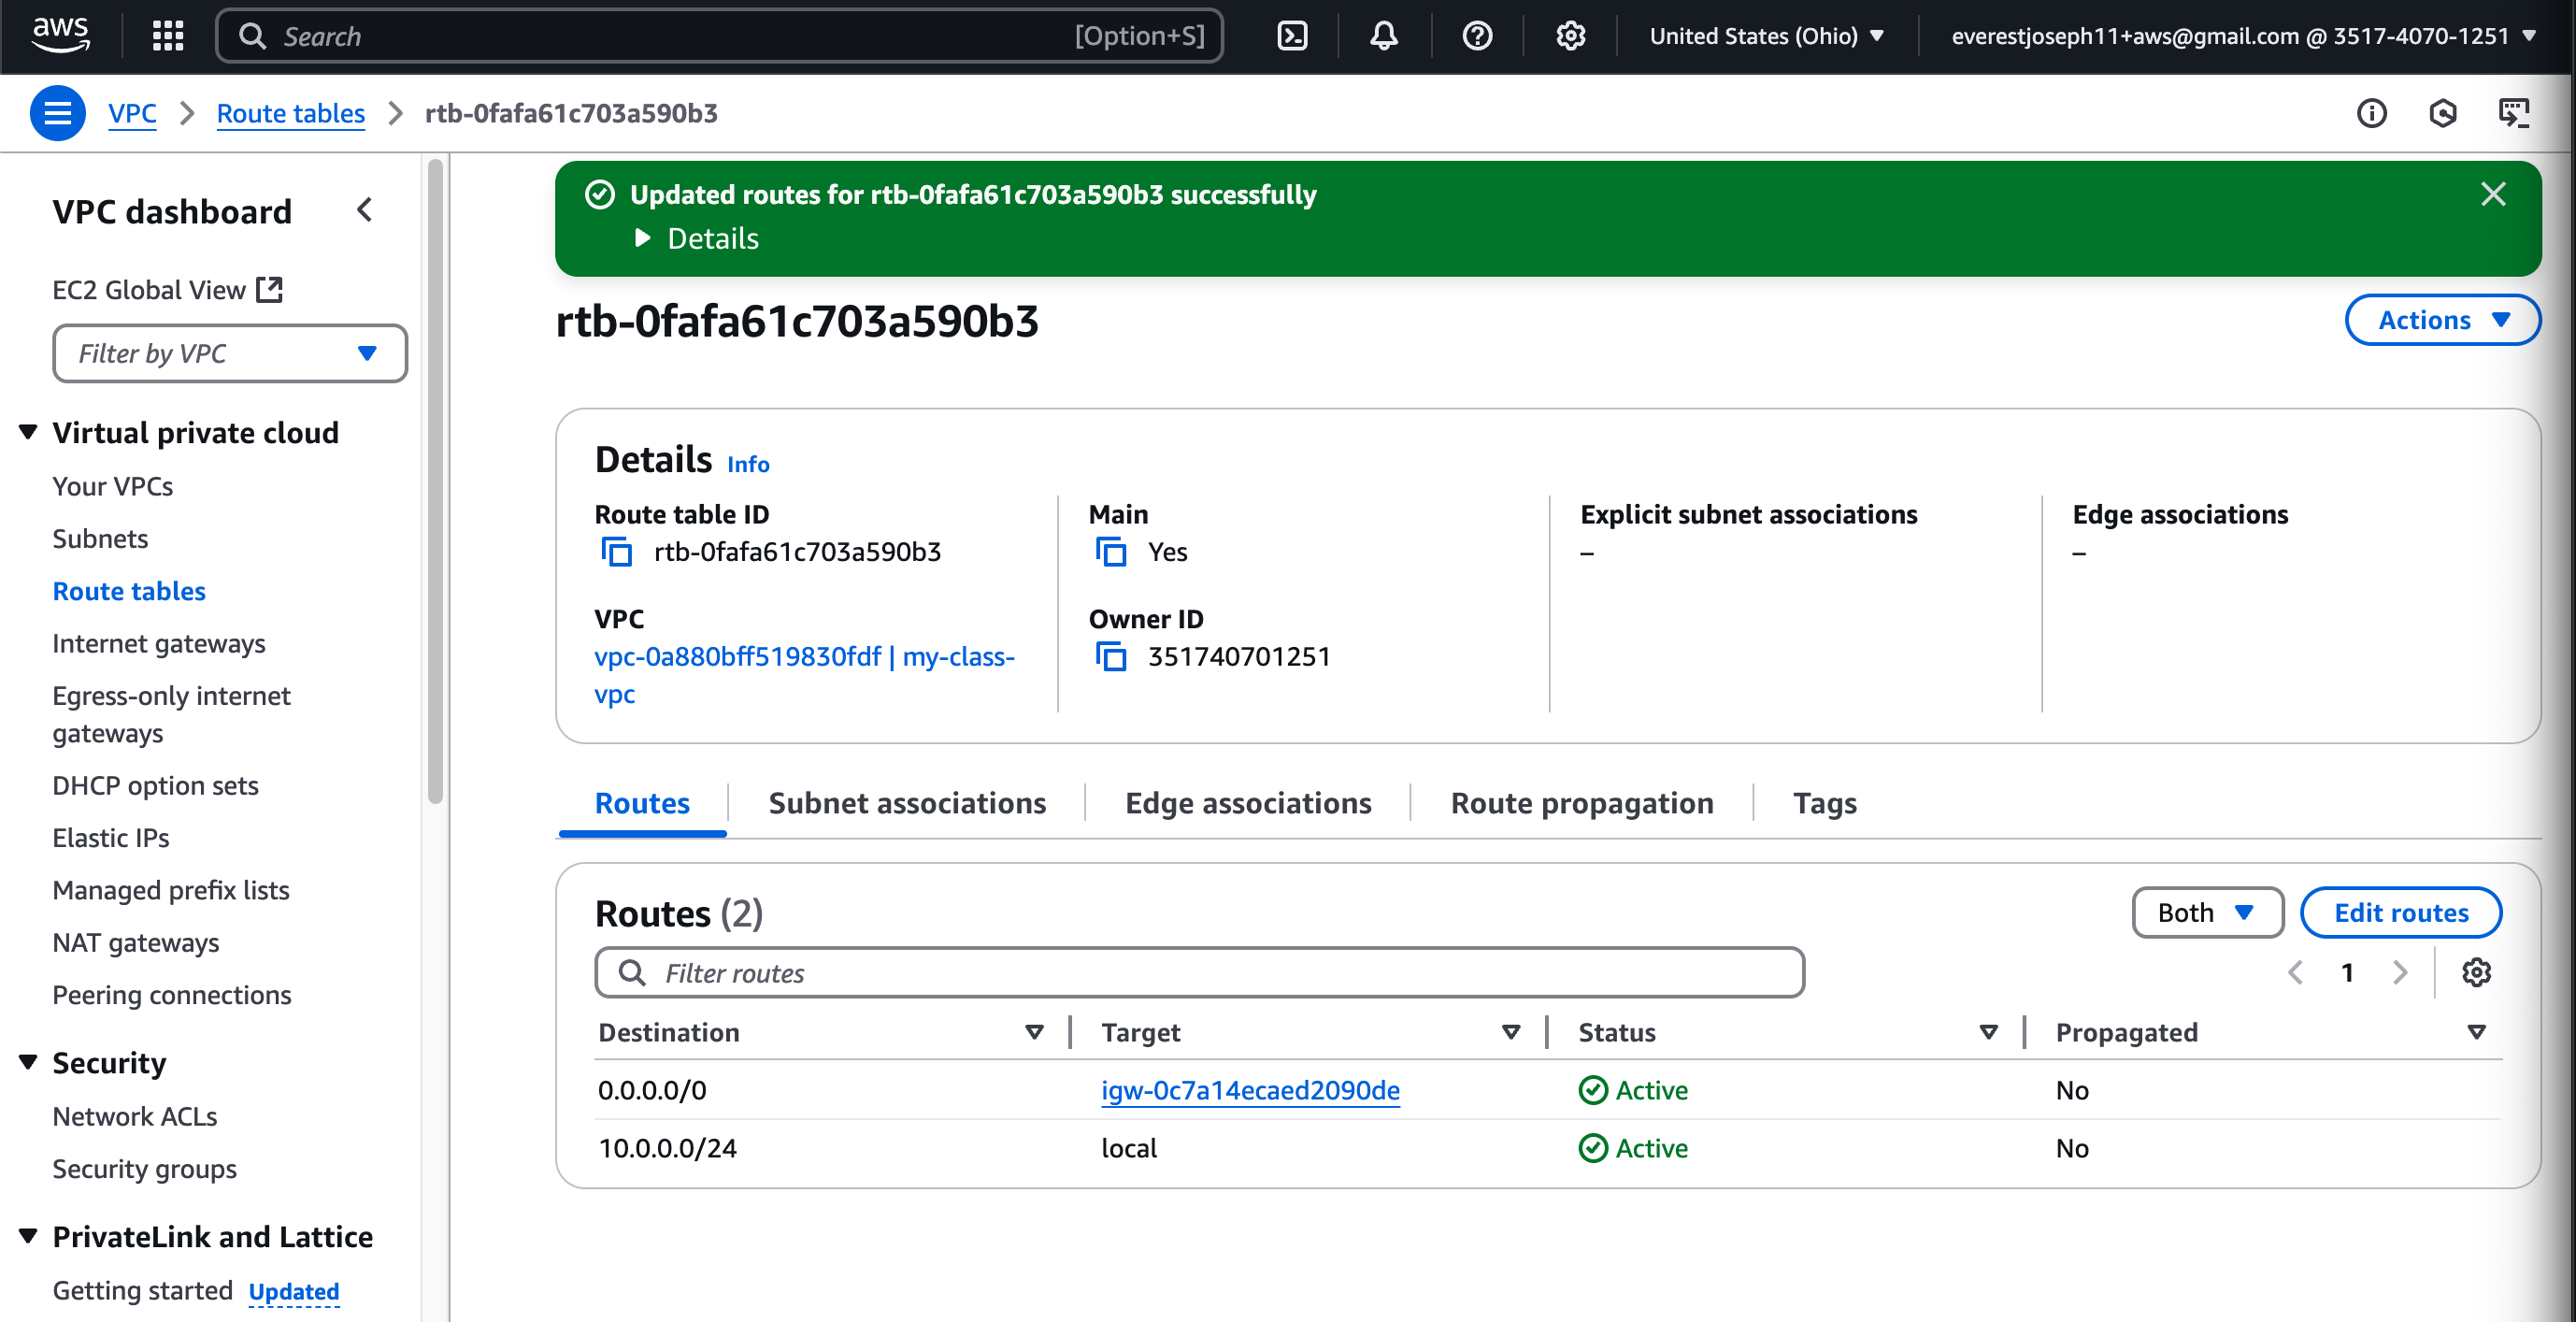 aws
Search
[Option+S]
United States (Ohio)
everestjoseph11+aws@gmail.com @ 3517-4070-1251
VPC
Route tables
rtb-0fafa61c703a590b3
VPC dashboard
EC2 Global View
Filter by VPC
Virtual private cloud
Your VPCs
Subnets
Route tables
Internet gateways
Egress-only internet
gateways
DHCP option sets
Elastic IPs
Managed prefix lists
NAT gateways
Peering connections
Security
Network ACLs
Security groups
PrivateLink and Lattice
Getting started Updated
Updated routes for rtb-0fafa61c703a590b3 successfully
Details
rtb-0fafa61c703a590b3
Actions
Details Info
Route table ID
rtb-0fafa61c703a590b3
Main
Yes
Explicit subnet associations
–
Edge associations
–
VPC
vpc-0a880bff519830fdf | my-class-
vpc
Owner ID
351740701251
Routes
Subnet associations
Edge associations
Route propagation
Tags
Routes (2)
Both
Edit routes
Filter routes
1
Destination Target Status Propagated
0.0.0.0/0 igw-0c7a14ecaed2090de Active No
10.0.0.0/24 local Active No